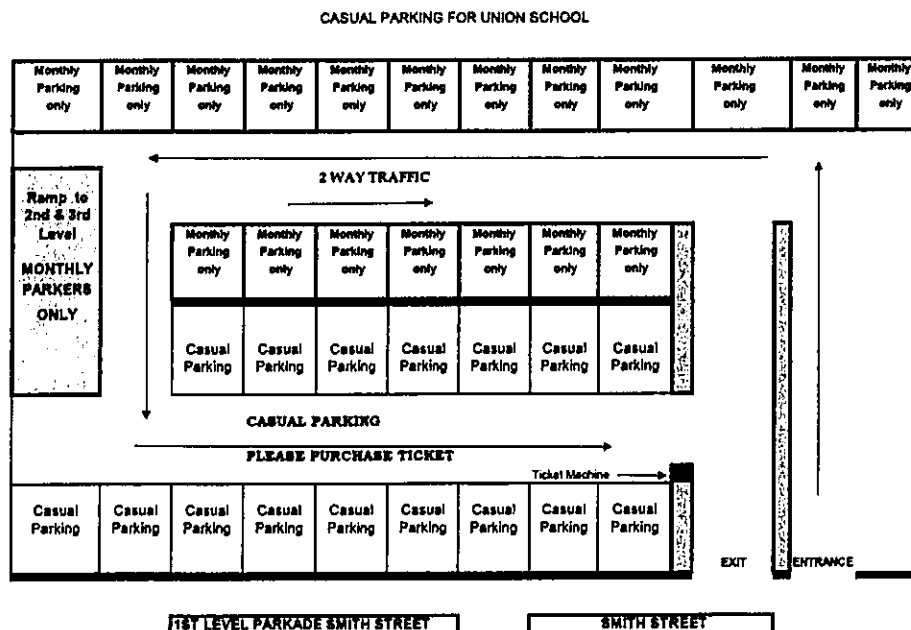 CASUAL PARKING FOR UNION SCHOOL
Monthly Monthly Monthly Monthly Monthly Monthly Monthly Monthly Monthly Monthly Monthly Monthly
Parking Parking Parking Parking Parking Parking Parking Parking Parking Parking Parking Parking
only only only only only only only only only only only only
2 WAY TRAFFIC
Ramp to
2nd & 3rd
Level
MONTHLY
PARKERS
ONLY
Monthly Monthly Monthly Monthly Monthly Monthly Monthly
Parking Parking Parking Parking Parking Parking Parking
only only only only only only only
Casual Casual Casual Casual Casual Casual Casual
Parking Parking Parking Parking Parking Parking Parking
CASUAL PARKING
PLEASE PURCHASE TICKET
Ticket Machine
Casual Casual Casual Casual Casual Casual Casual Casual Casual
Parking Parking Parking Parking Parking Parking Parking Parking Parking
EXIT
ENTRANCE
1ST LEVEL PARKADE SMITH STREET
SMITH STREET